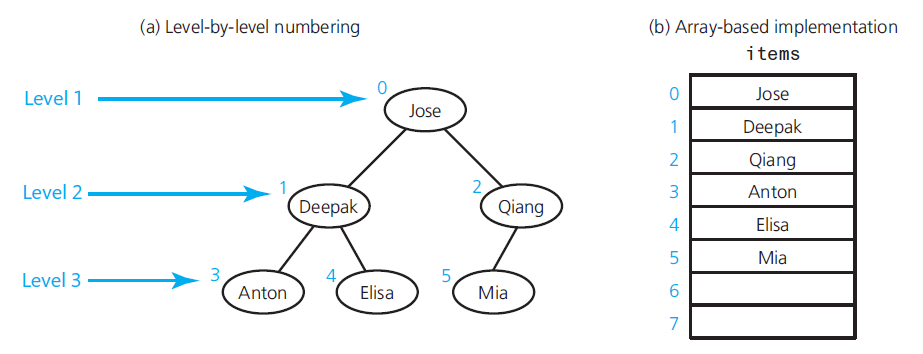 (a) Level-by-level numbering
Level 1
0
Jose
Level 2
1
Deepak
2
Qiang
Level 3
3
Anton
4
Elisa
5
Mia
(b) Array-based implementation
items
0 Jose
1 Deepak
2 Qiang
3 Anton
4 Elisa
5 Mia
6
7